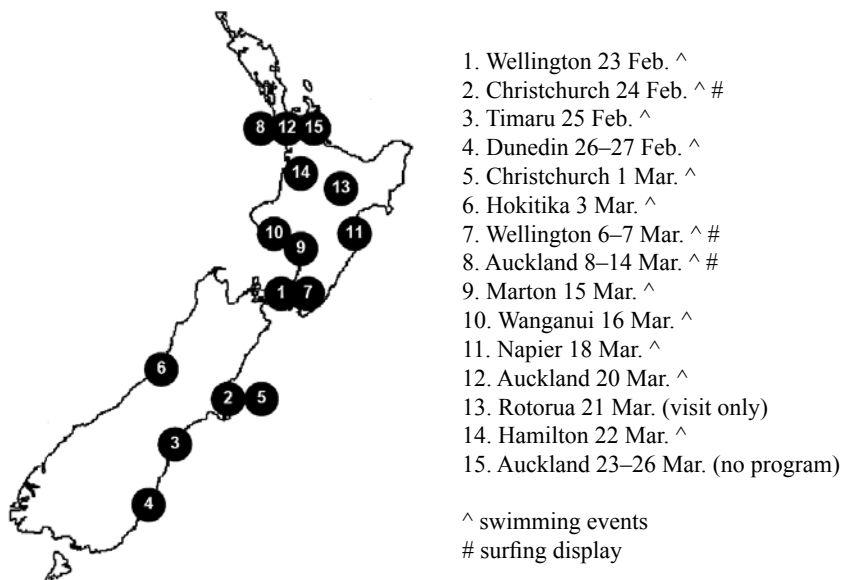 8 12 15
14
13
10
11
9
1 7
6
2 5
3
4
1. Wellington 23 Feb. ^
2. Christchurch 24 Feb. ^ #
3. Timaru 25 Feb. ^
4. Dunedin 26–27 Feb. ^
5. Christchurch 1 Mar. ^
6. Hokitika 3 Mar. ^
7. Wellington 6–7 Mar. ^ #
8. Auckland 8–14 Mar. ^ #
9. Marton 15 Mar. ^
10. Wanganui 16 Mar. ^
11. Napier 18 Mar. ^
12. Auckland 20 Mar. ^
13. Rotorua 21 Mar. (visit only)
14. Hamilton 22 Mar. ^
15. Auckland 23–26 Mar. (no program)
^ swimming events
# surfing display